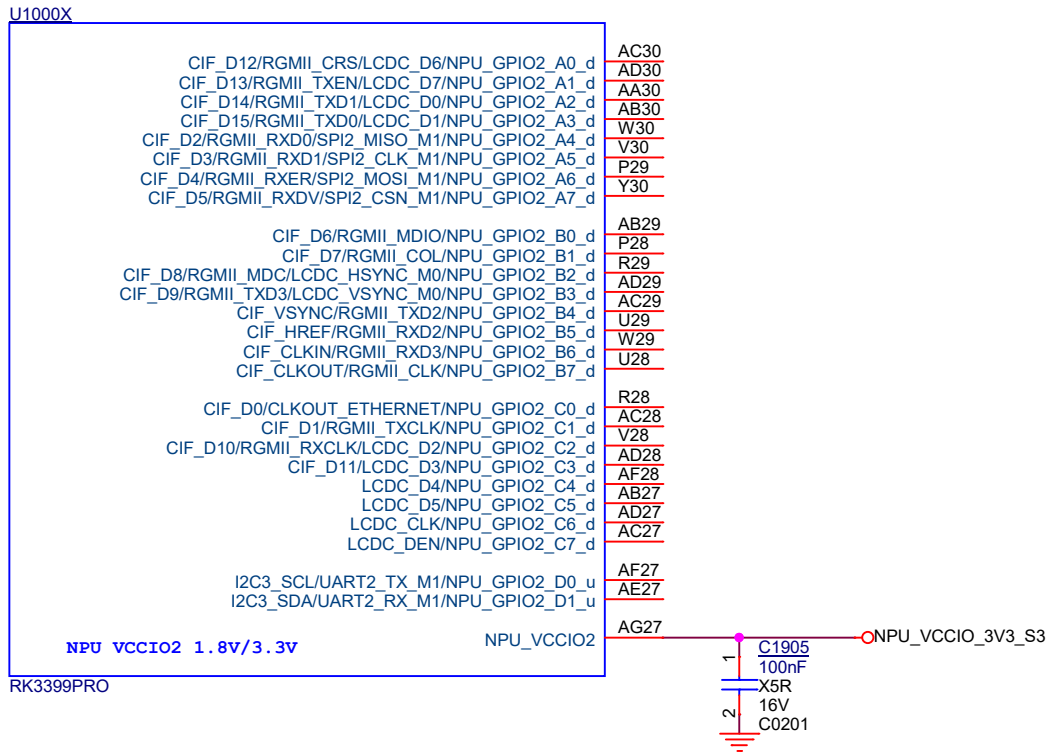 U1000X
CIF_D12/RGMII_CRS/LCDC_D6/NPU_GPIO2_A0_d AC30
CIF_D13/RGMII_TXEN/LCDC_D7/NPU_GPIO2_A1_d AD30
CIF_D14/RGMII_TXD1/LCDC_D0/NPU_GPIO2_A2_d AA30
CIF_D15/RGMII_TXD0/LCDC_D1/NPU_GPIO2_A3_d AB30
CIF_D2/RGMII_RXD0/SPI2_MISO_M1/NPU_GPIO2_A4_d W30
CIF_D3/RGMII_RXD1/SPI2_CLK_M1/NPU_GPIO2_A5_d V30
CIF_D4/RGMII_RXER/SPI2_MOSI_M1/NPU_GPIO2_A6_d P29
CIF_D5/RGMII_RXDV/SPI2_CSN_M1/NPU_GPIO2_A7_d Y30
CIF_D6/RGMII_MDIO/NPU_GPIO2_B0_d AB29
CIF_D7/RGMII_COL/NPU_GPIO2_B1_d P28
CIF_D8/RGMII_MDC/LCDC_HSYNC_M0/NPU_GPIO2_B2_d R29
CIF_D9/RGMII_TXD3/LCDC_VSYNC_M0/NPU_GPIO2_B3_d AD29
CIF_VSYNC/RGMII_TXD2/NPU_GPIO2_B4_d AC29
CIF_HREF/RGMII_RXD2/NPU_GPIO2_B5_d U29
CIF_CLKIN/RGMII_RXD3/NPU_GPIO2_B6_d W29
CIF_CLKOUT/RGMII_CLK/NPU_GPIO2_B7_d U28
CIF_D0/CLKOUT_ETHERNET/NPU_GPIO2_C0_d R28
CIF_D1/RGMII_TXCLK/NPU_GPIO2_C1_d AC28
CIF_D10/RGMII_RXCLK/LCDC_D2/NPU_GPIO2_C2_d V28
CIF_D11/LCDC_D3/NPU_GPIO2_C3_d AD28
LCDC_D4/NPU_GPIO2_C4_d AF28
LCDC_D5/NPU_GPIO2_C5_d AB27
LCDC_CLK/NPU_GPIO2_C6_d AD27
LCDC_DEN/NPU_GPIO2_C7_d AC27
I2C3_SCL/UART2_TX_M1/NPU_GPIO2_D0_u AF27
I2C3_SDA/UART2_RX_M1/NPU_GPIO2_D1_u AE27
NPU_VCCIO2 AG27 NPU_VCCIO_3V3_S3
NPU VCCIO2 1.8V/3.3V
RK3399PRO
1
2
C1905
100nF
X5R
16V
C0201